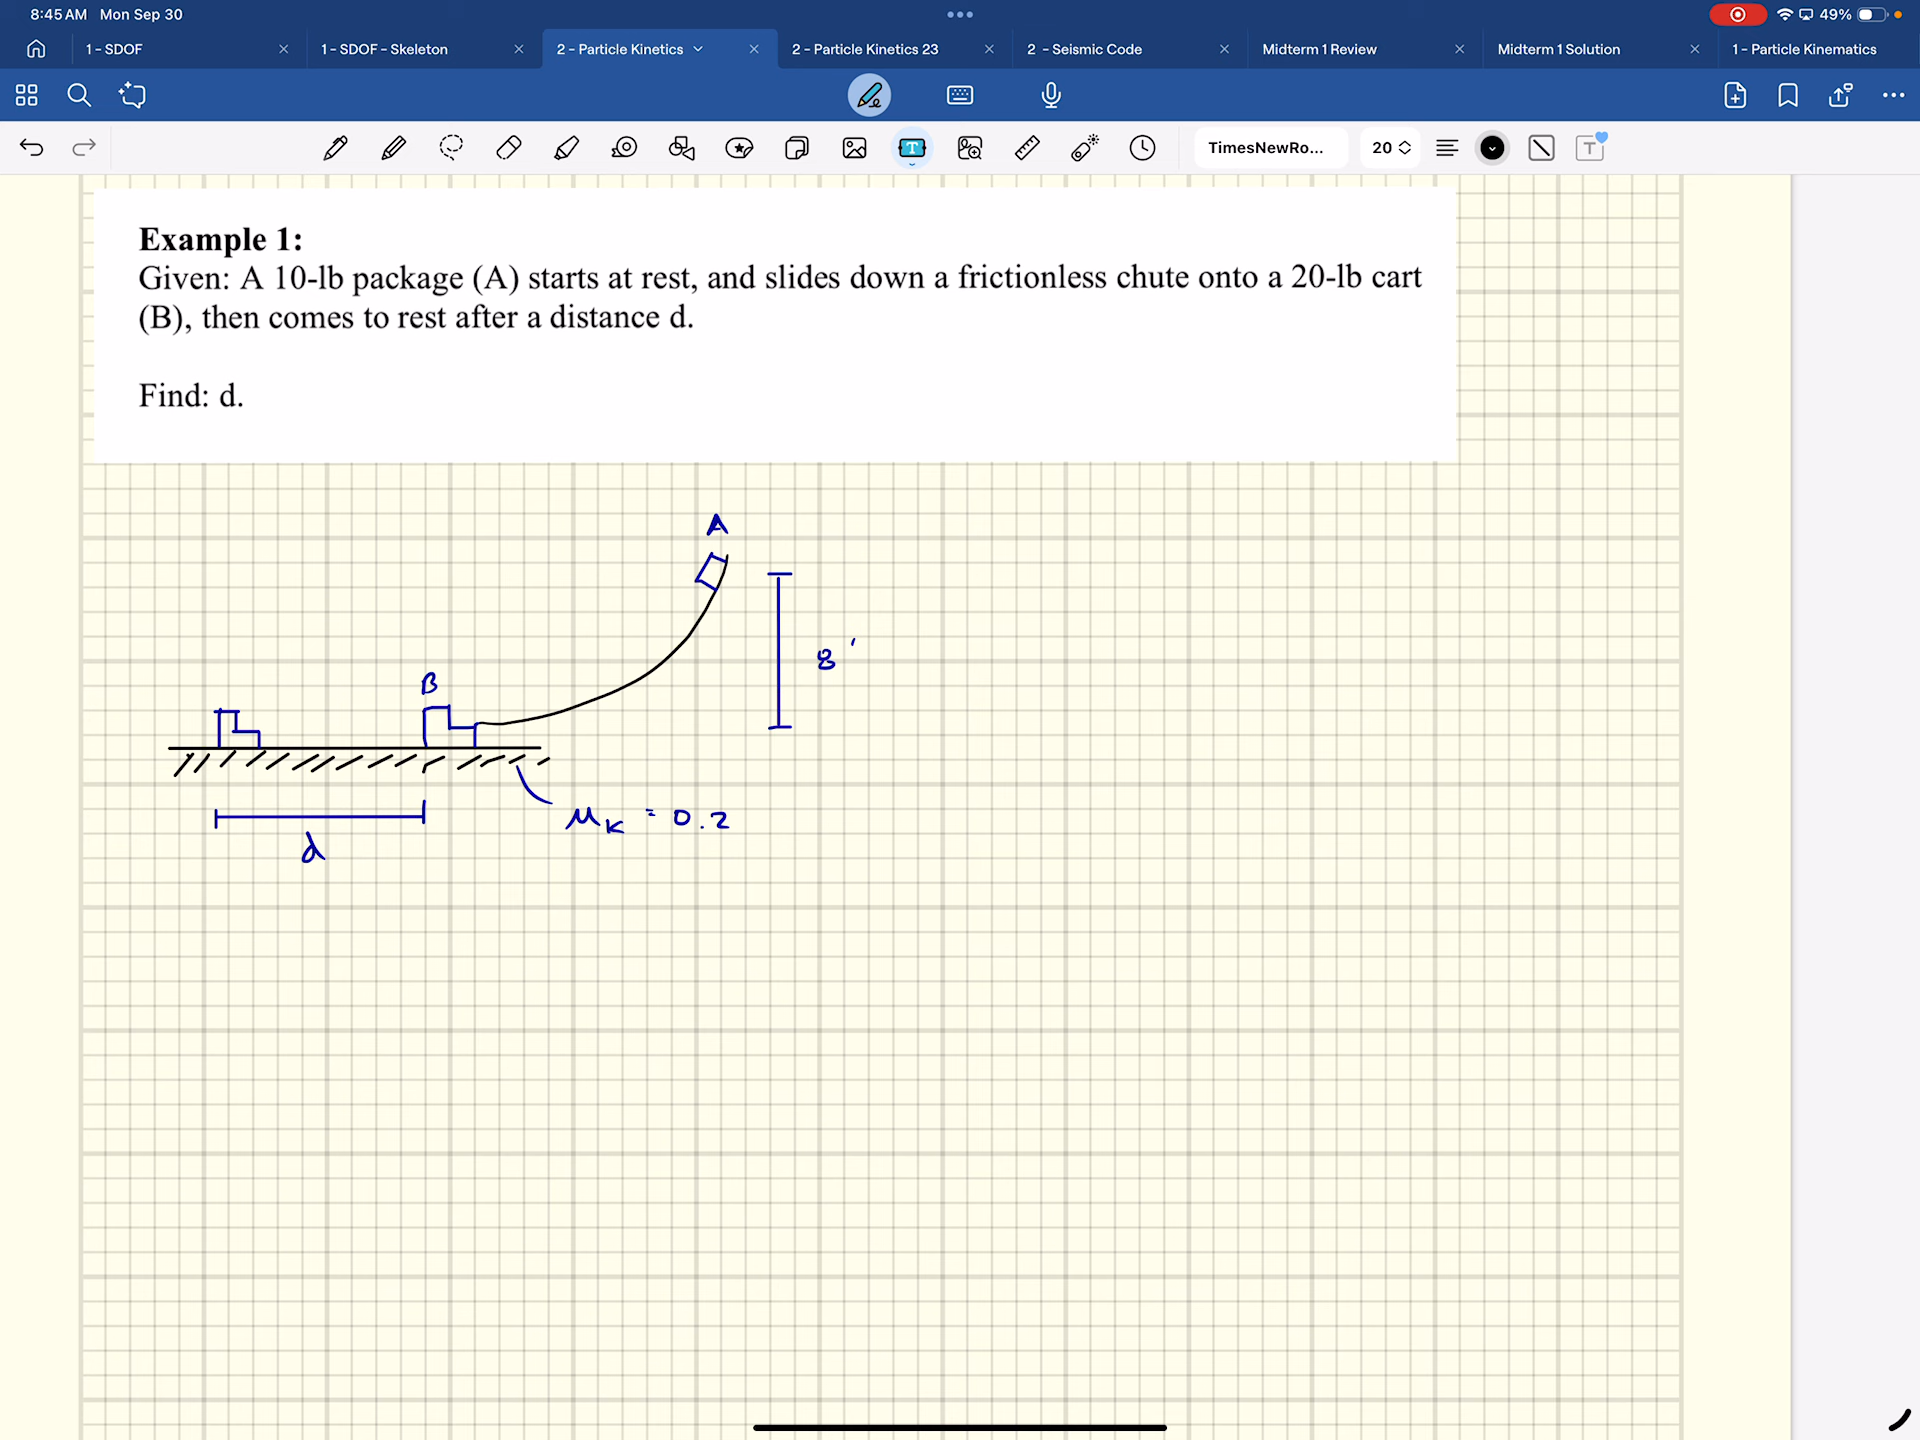 8:45 AM Mon Sep 30
49%
1 - SDOF
1 - SDOF - Skeleton
2 - Particle Kinetics
2 - Particle Kinetics 23
2 - Seismic Code
Midterm 1 Review
Midterm 1 Solution
1 - Particle Kinematics
TimesNewRo...
20
Example 1:
Given: A 10-lb package (A) starts at rest, and slides down a frictionless chute onto a 20-lb cart
(B), then comes to rest after a distance d.
Find: d.
A
8'
B
μk = 0.2
d